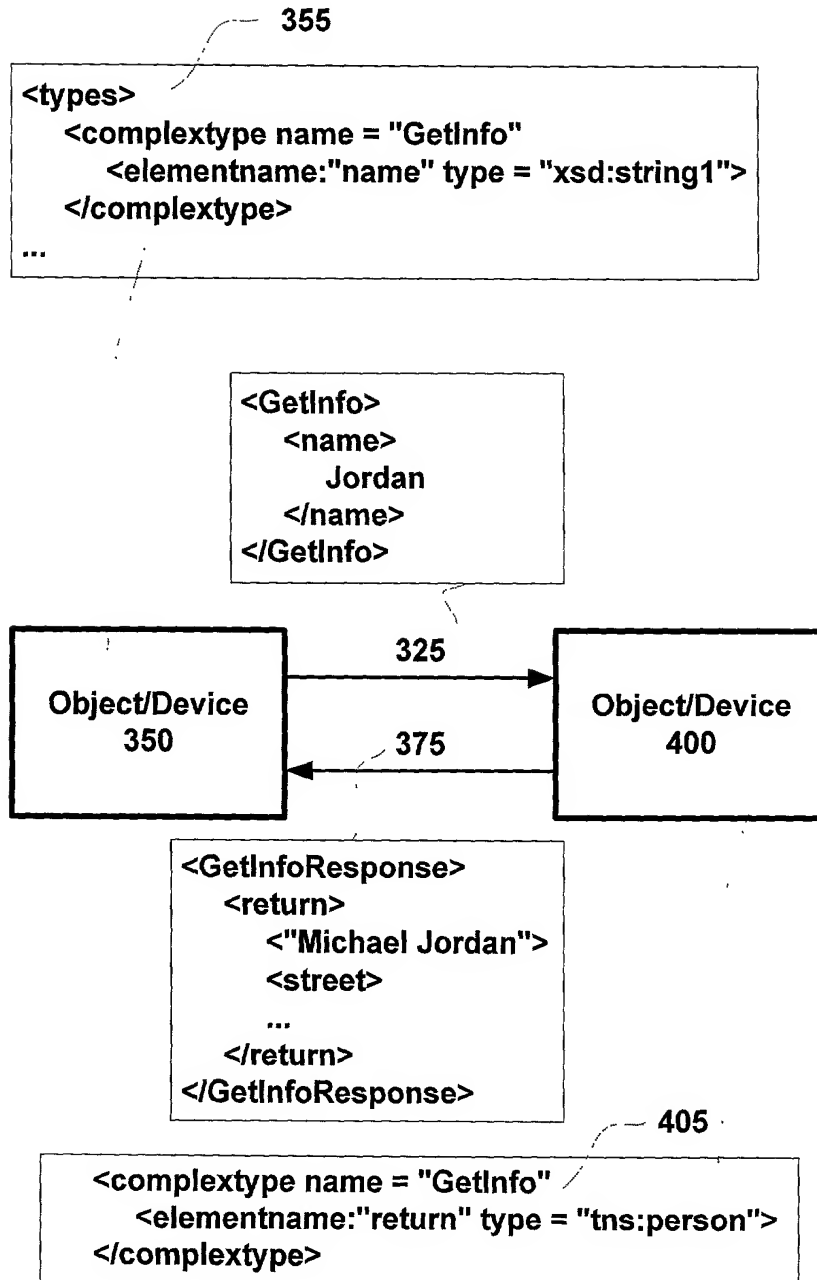 355
<types>
<complextype name = "GetInfo"
<elementname:"name" type = "xsd:string1">
</complextype>
...
<GetInfo>
<name>
Jordan
</name>
</GetInfo>
Object/Device
350
325
375
Object/Device
400
<GetInfoResponse>
<return>
<"Michael Jordan">
<street>
...
</return>
</GetInfoResponse>
405
<complextype name = "GetInfo"
<elementname:"return" type = "tns:person">
</complextype>